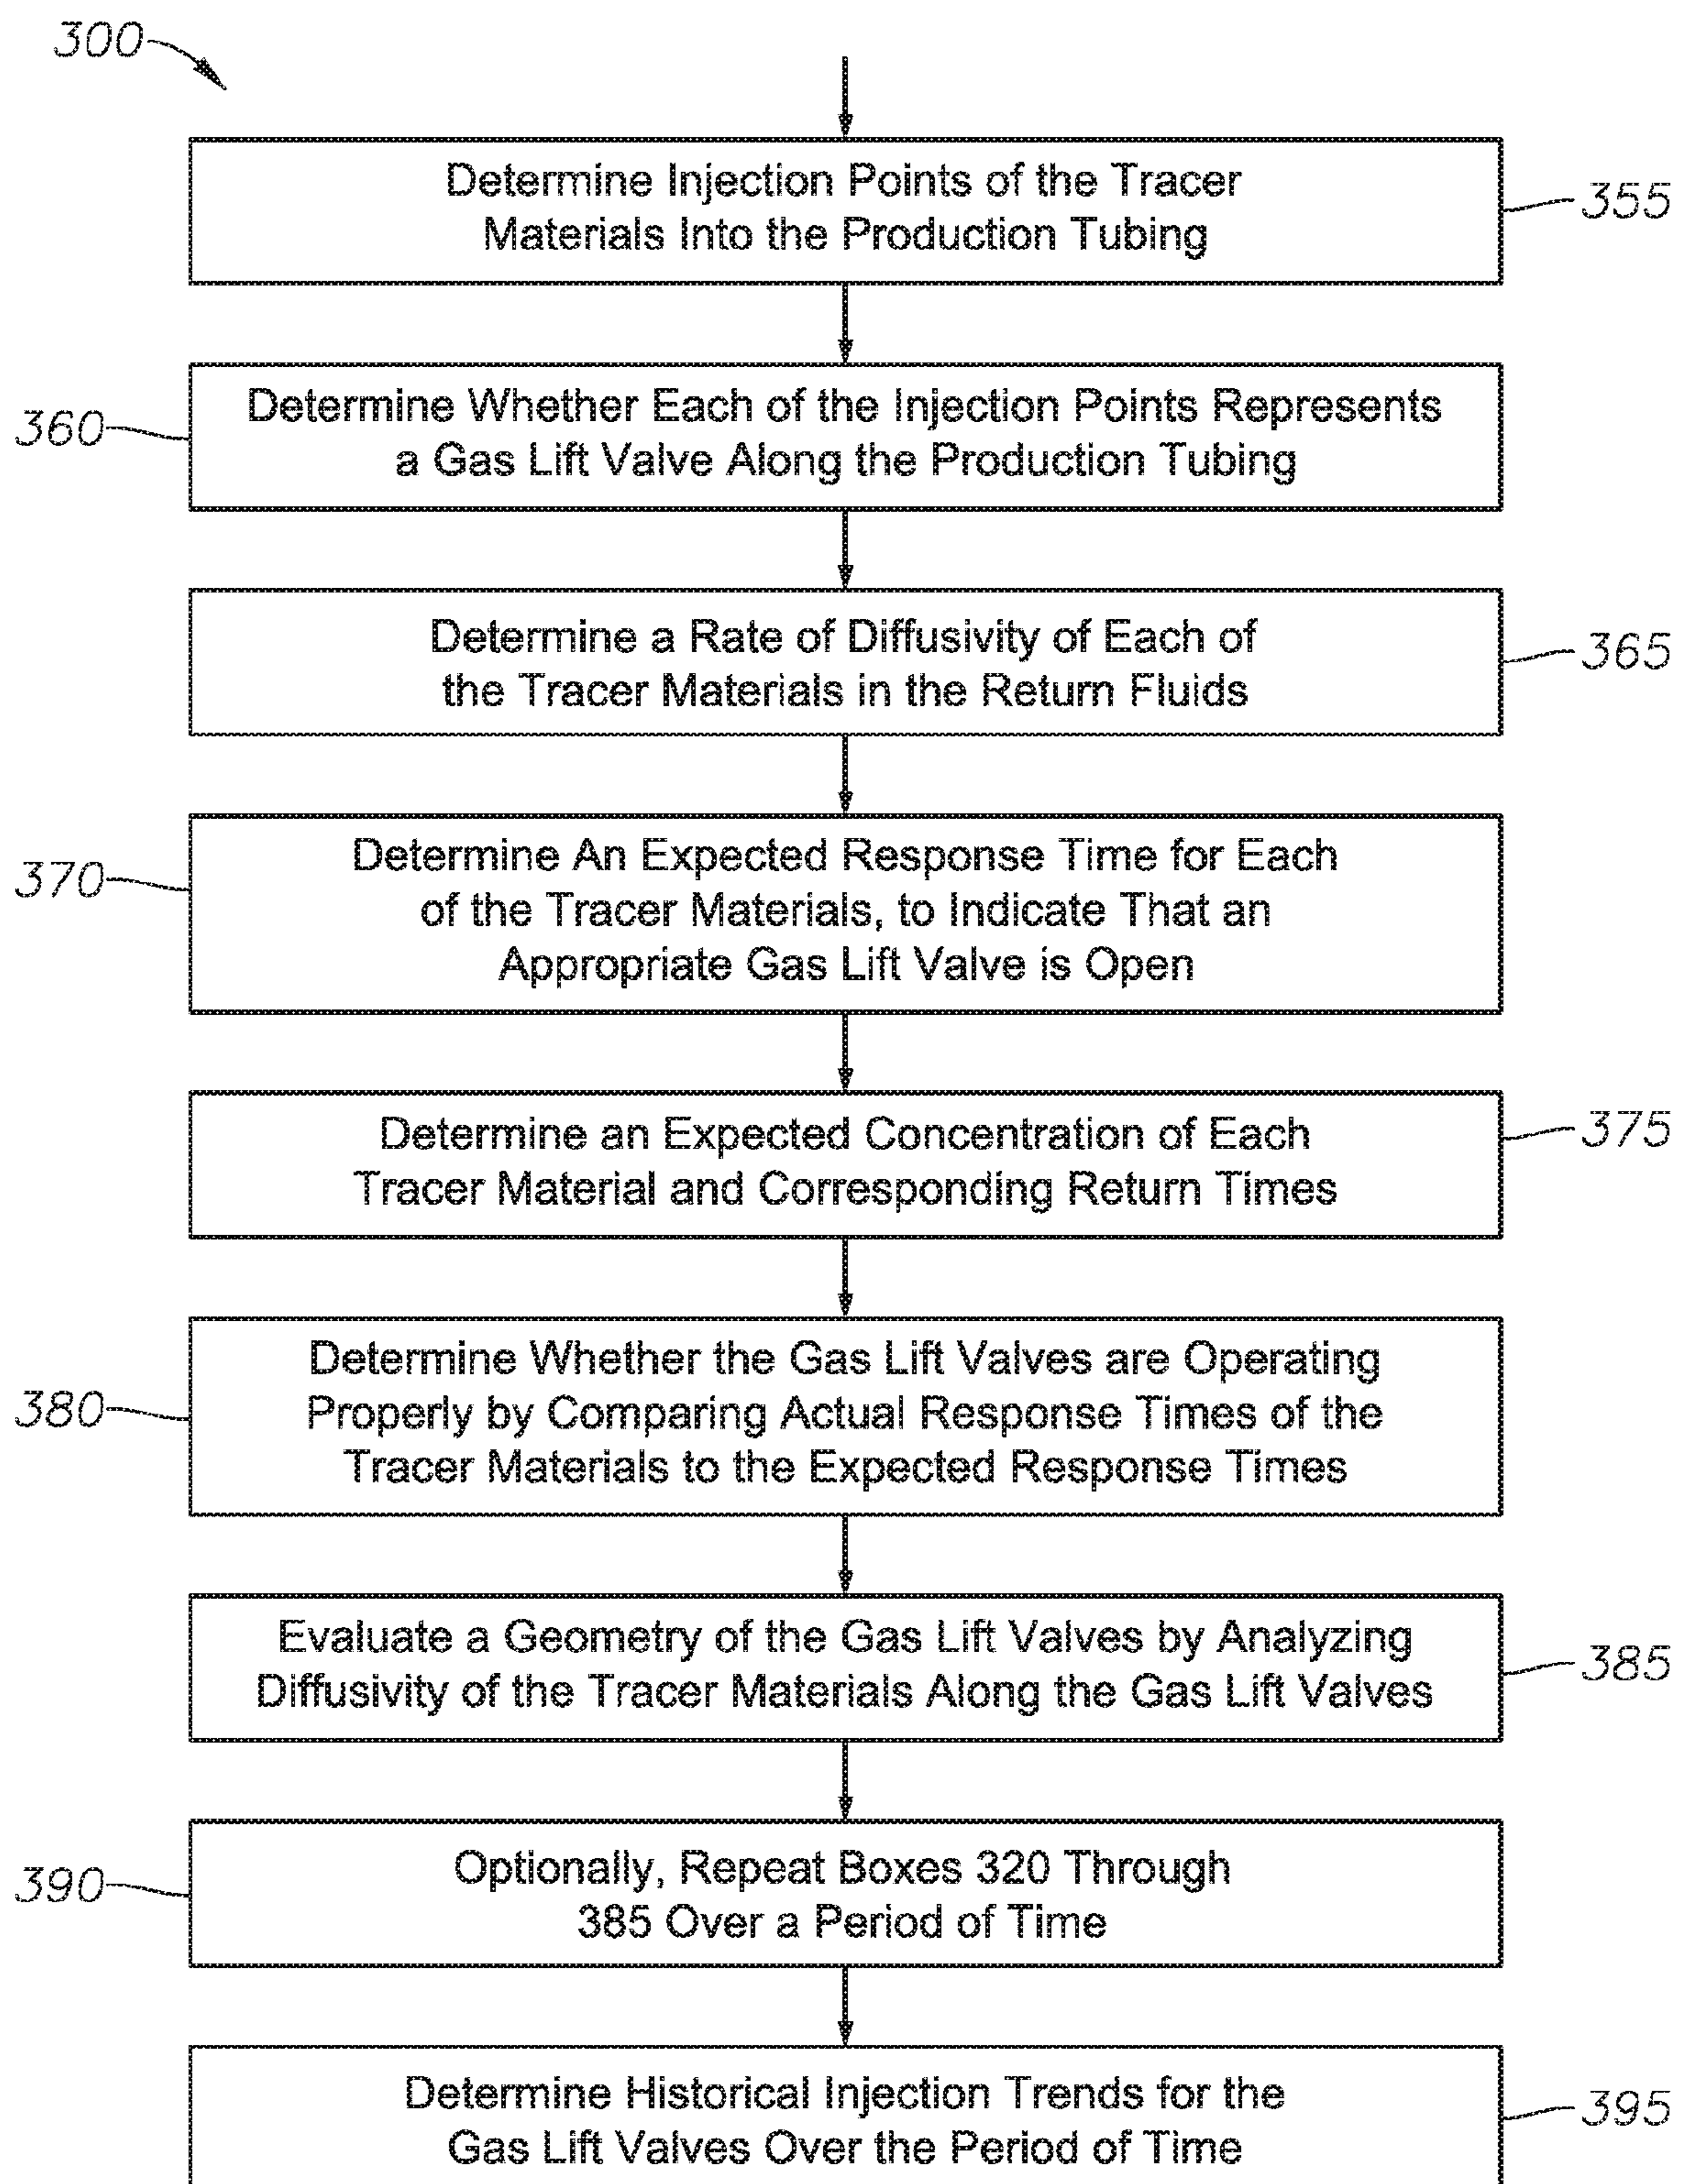 300
Determine Injection Points of the Tracer
Materials Into the Production Tubing
355
Determine Whether Each of the Injection Points Represents
a Gas Lift Valve Along the Production Tubing
360
Determine a Rate of Diffusivity of Each of
the Tracer Materials in the Return Fluids
365
Determine An Expected Response Time for Each
of the Tracer Materials, to Indicate That an
Appropriate Gas Lift Valve is Open
370
Determine an Expected Concentration of Each
Tracer Material and Corresponding Return Times
375
Determine Whether the Gas Lift Valves are Operating
Properly by Comparing Actual Response Times of the
Tracer Materials to the Expected Response Times
380
Evaluate a Geometry of the Gas Lift Valves by Analyzing
Diffusivity of the Tracer Materials Along the Gas Lift Valves
385
Optionally, Repeat Boxes 320 Through
385 Over a Period of Time
390
Determine Historical Injection Trends for the
Gas Lift Valves Over the Period of Time
395